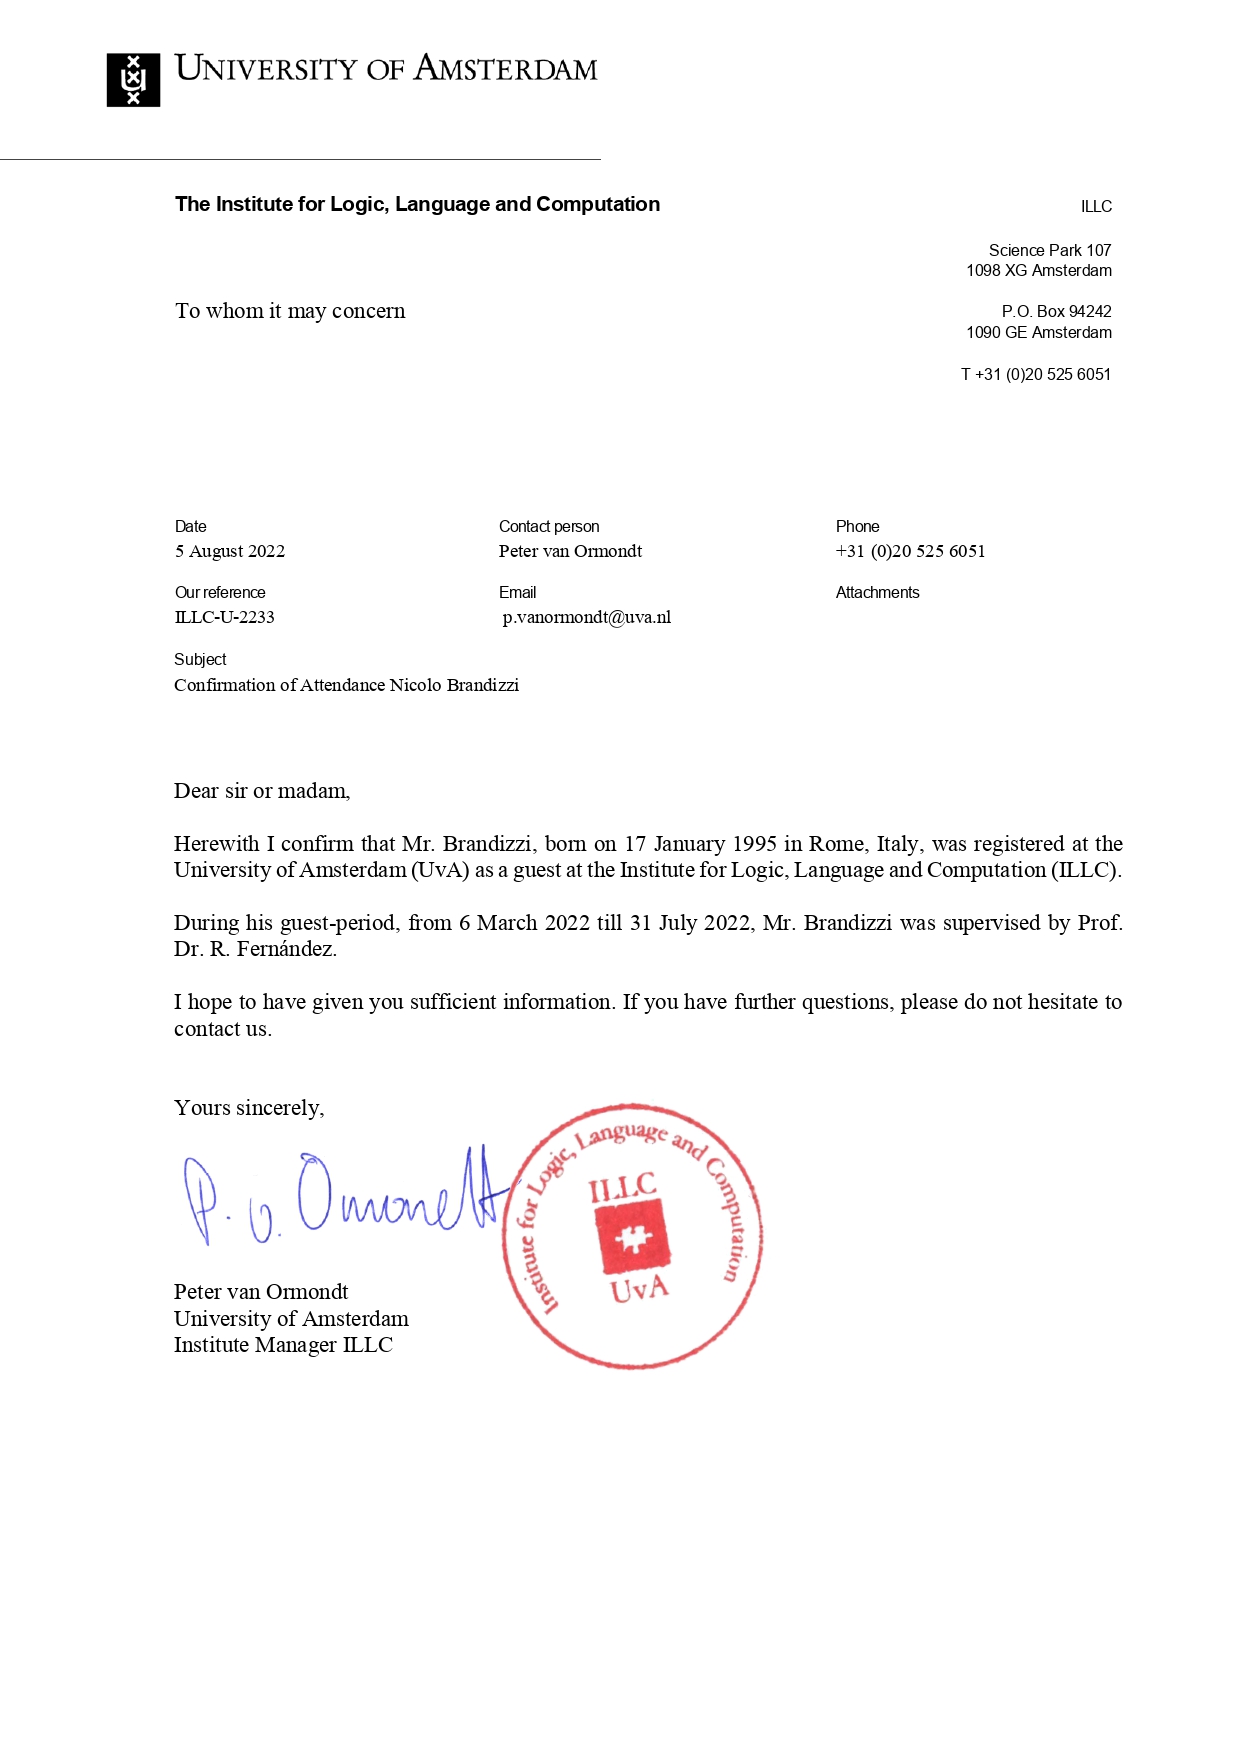 UNIVERSITY OF AMSTERDAM
The Institute for Logic, Language and Computation
ILLC
Science Park 107
1098 XG Amsterdam
To whom it may concern
P.O. Box 94242
1090 GE Amsterdam
T +31 (0)20 525 6051
Date
Contact person
Phone
5 August 2022
Peter van Ormondt
+31 (0)20 525 6051
Our reference
Email
Attachments
ILLC-U-2233
p.vanormondt@uva.nl
Subject
Confirmation of Attendance Nicolo Brandizzi
Dear sir or madam,
Herewith I confirm that Mr. Brandizzi, born on 17 January 1995 in Rome, Italy, was registered at the
University of Amsterdam (UvA) as a guest at the Institute for Logic, Language and Computation (ILLC).
During his guest-period, from 6 March 2022 till 31 July 2022, Mr. Brandizzi was supervised by Prof.
Dr. R. Fernández.
I hope to have given you sufficient information. If you have further questions, please do not hesitate to
contact us.
Yours sincerely,
P. v. Ormondt
Institute for Logic, Language and Computation
ILLC
UvA
Peter van Ormondt
University of Amsterdam
Institute Manager ILLC